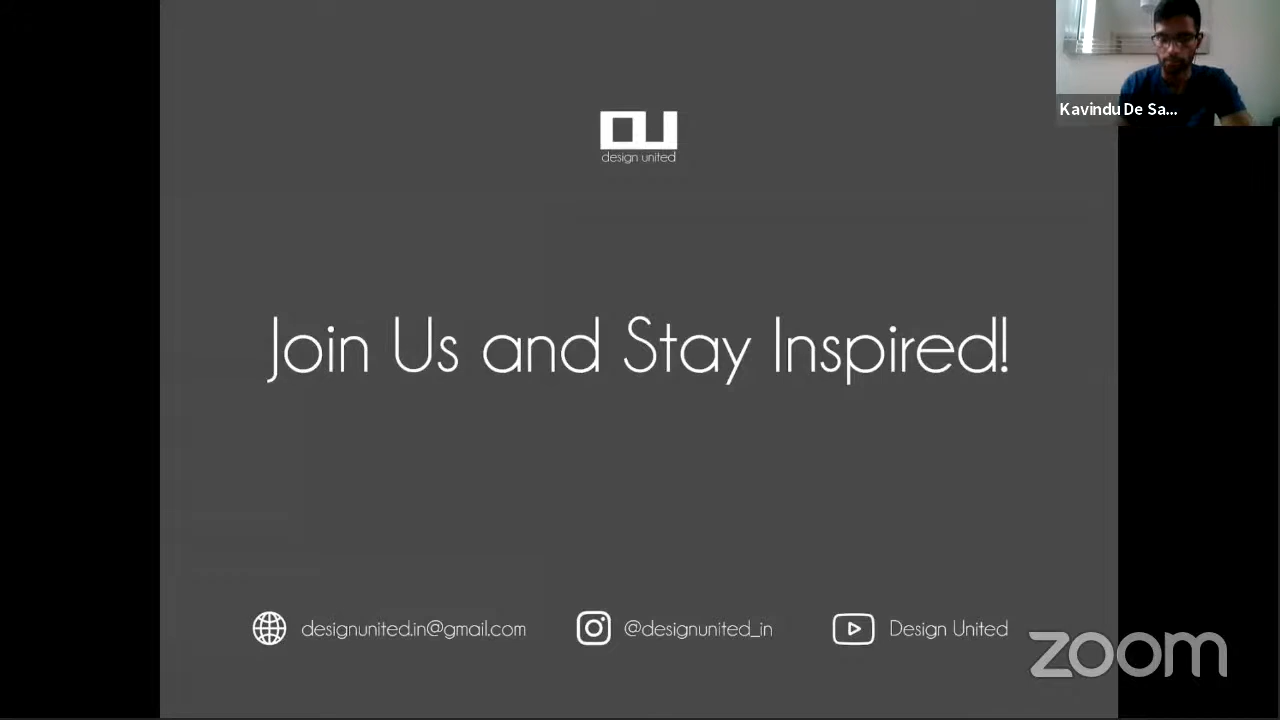 Kavindu De Sa...
design united
Join Us and Stay Inspired!
designunited.in@gmail.com
@designunited_in
Design United
zoom